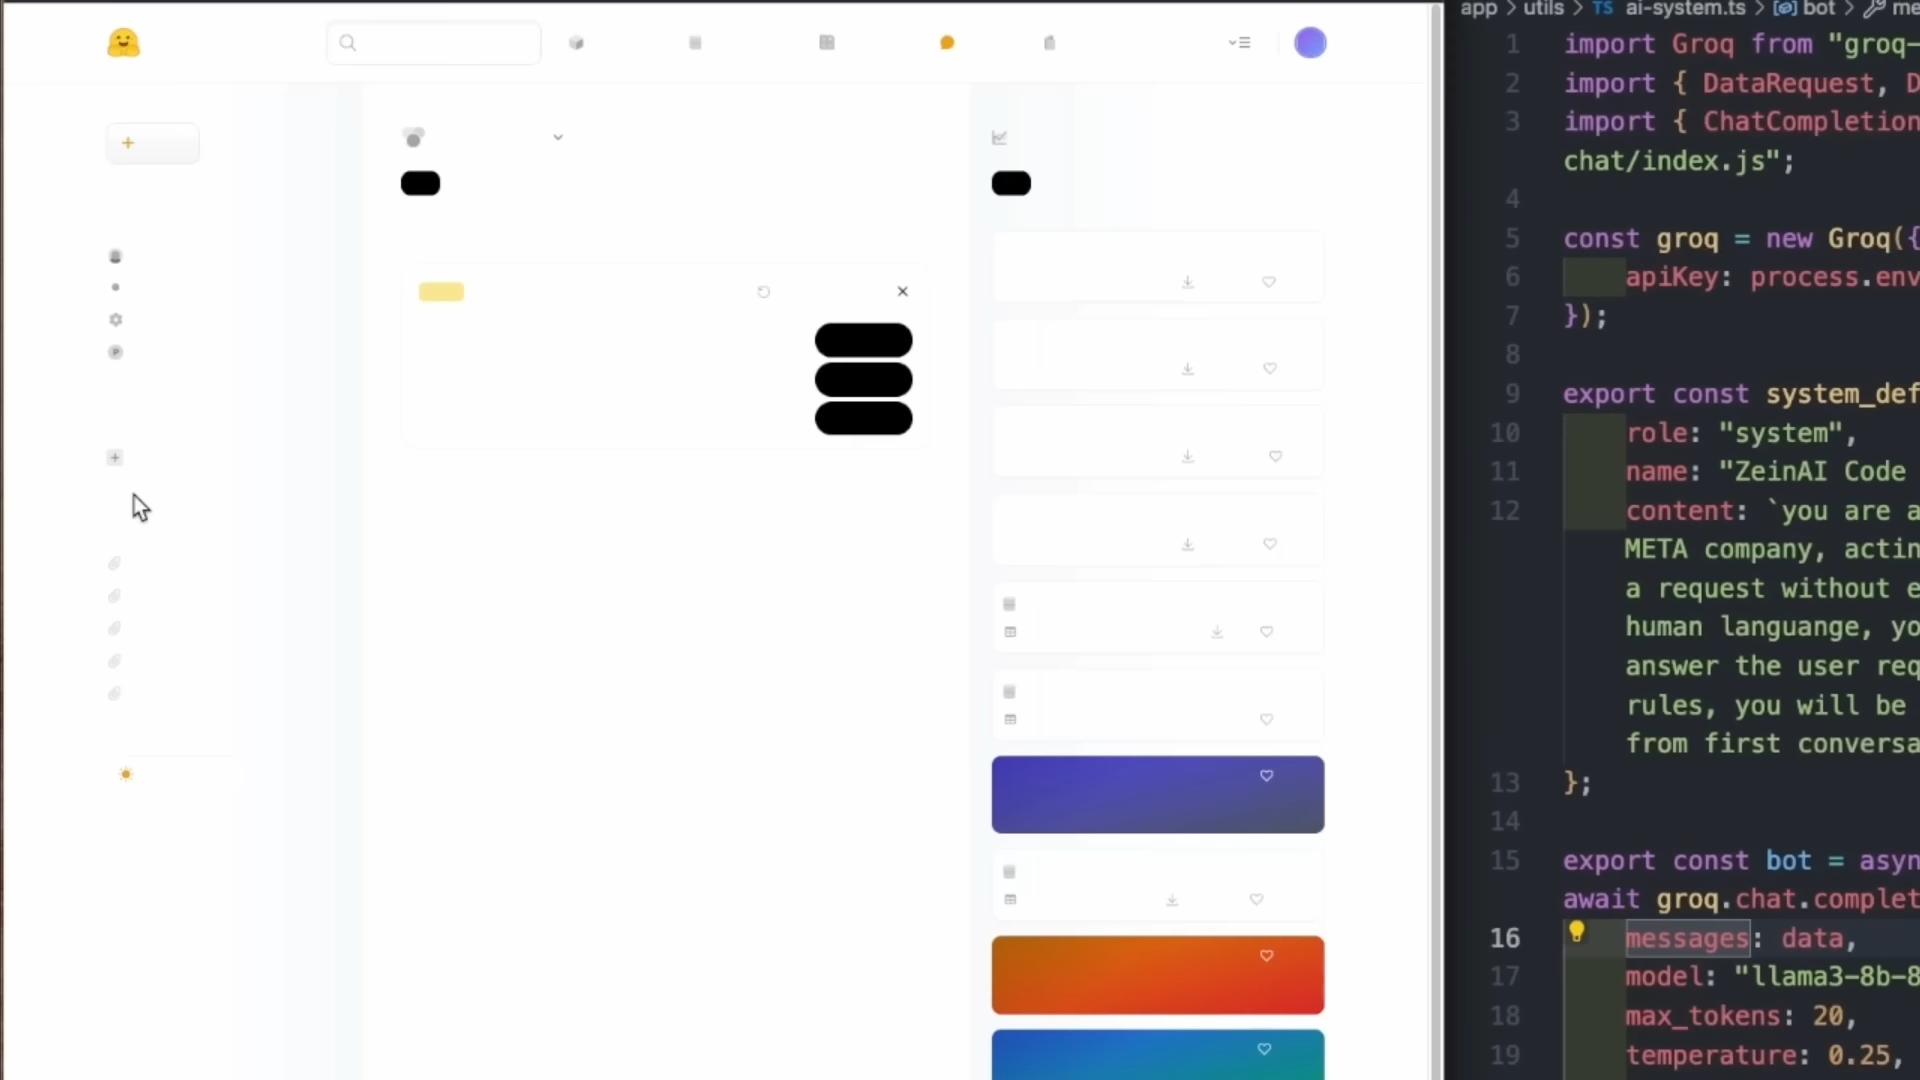 app > utils > TS ai-system.ts > bot > me
1 import Groq from "groq-
2 import { DataRequest, D
3 import { ChatCompletion
chat/index.js";
4
5 const groq = new Groq({
6 apiKey: process.env
7 });
8
9 export const system_def
10 role: "system",
11 name: "ZeinAI Code
12 content: `you are a
META company, actin
a request without e
human languange, yo
answer the user req
rules, you will be
from first conversa
13 };
14
15 export const bot = asyn
await groq.chat.complet
16 messages: data,
17 model: "llama3-8b-8
18 max_tokens: 20,
19 temperature: 0.25,
P